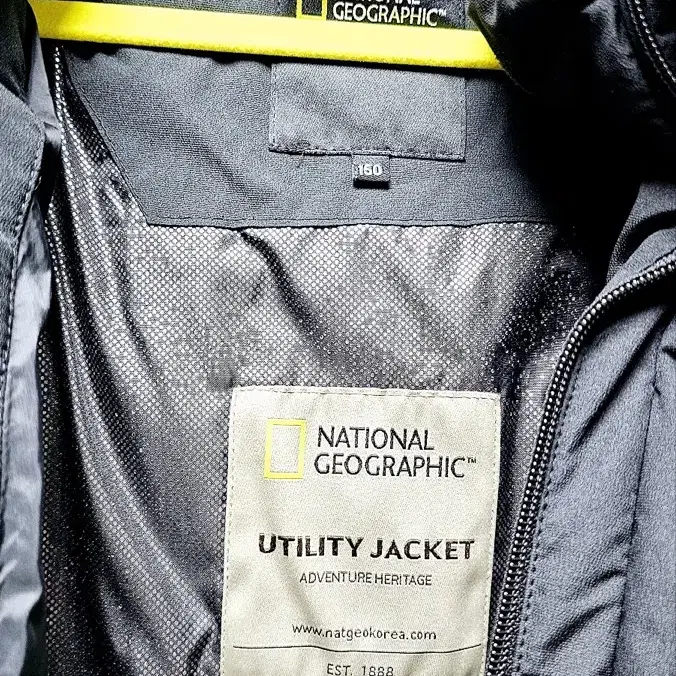 GEOGRAPHIC™
150
NATIONAL
GEOGRAPHIC™
UTILITY JACKET
ADVENTURE HERITAGE
www.natgeokorea.com
EST. 1888